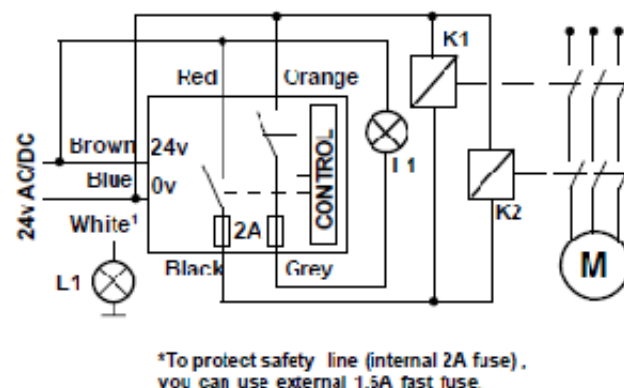 K1
Red Orange
24v AC/DC
Brown 24v
Blue 0v
CONTROL
L1
K2
White¹
2A
L1
Black Grey
M
*To protect safety line (internal 2A fuse) ,
you can use external 1.6A fast fuse.